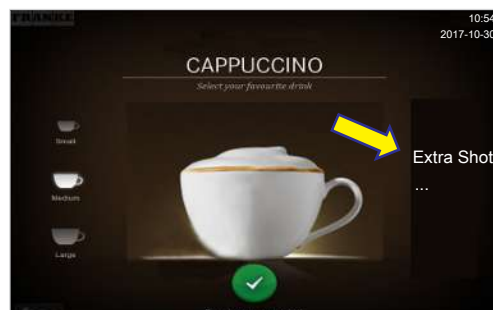 FRANKE
10:54
2017-10-30
CAPPUCCINO
Select your favourite drink
Small
Medium
Large
Extra Shot
...